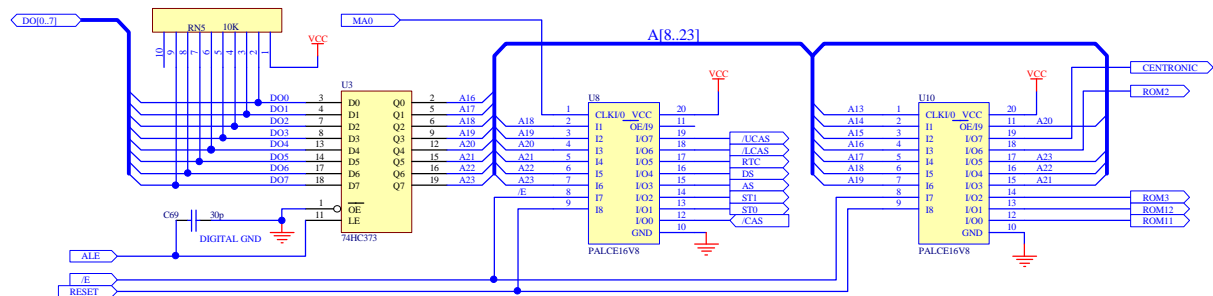 DO[0..7]
RN5 10K
10 9 8 7 6 5 4 3 2 1
VCC
MA0
A[8..23]
VCC
VCC
CENTRONIC
ROM2
U3
DO0 3 D0 Q0 2 A16
DO1 4 D1 Q1 5 A17
DO2 7 D2 Q2 6 A18
DO3 8 D3 Q3 9 A19
DO4 13 D4 Q4 12 A20
DO5 14 D5 Q5 15 A21
DO6 17 D6 Q6 16 A22
DO7 18 D7 Q7 19 A23
1 OE
11 LE
74HC373
C69 30p
DIGITAL GND
ALE
/E
RESET
U8
1 CLKI/0 VCC 20
A18 2 I1 OE/I9 11
A19 3 I2 I/O7 19 /UCAS
A20 4 I3 I/O6 18 /LCAS
A21 5 I4 I/O5 17 RTC
A22 6 I5 I/O4 16 DS
A23 7 I6 I/O3 15 AS
/E 8 I7 I/O2 14 ST1
9 I8 I/O1 13 ST0
I/O0 12 /CAS
GND 10
PALCE16V8
U10
A13 1 CLKI/0 VCC 20
A14 2 I1 OE/I9 11 A20
A15 3 I2 I/O7 19
A16 4 I3 I/O6 18
A17 5 I4 I/O5 17 A23
A18 6 I5 I/O4 16 A22
A19 7 I6 I/O3 15 A21
8 I7 I/O2 14 ROM3
9 I8 I/O1 13 ROM12
I/O0 12 ROM11
GND 10
PALCE16V8